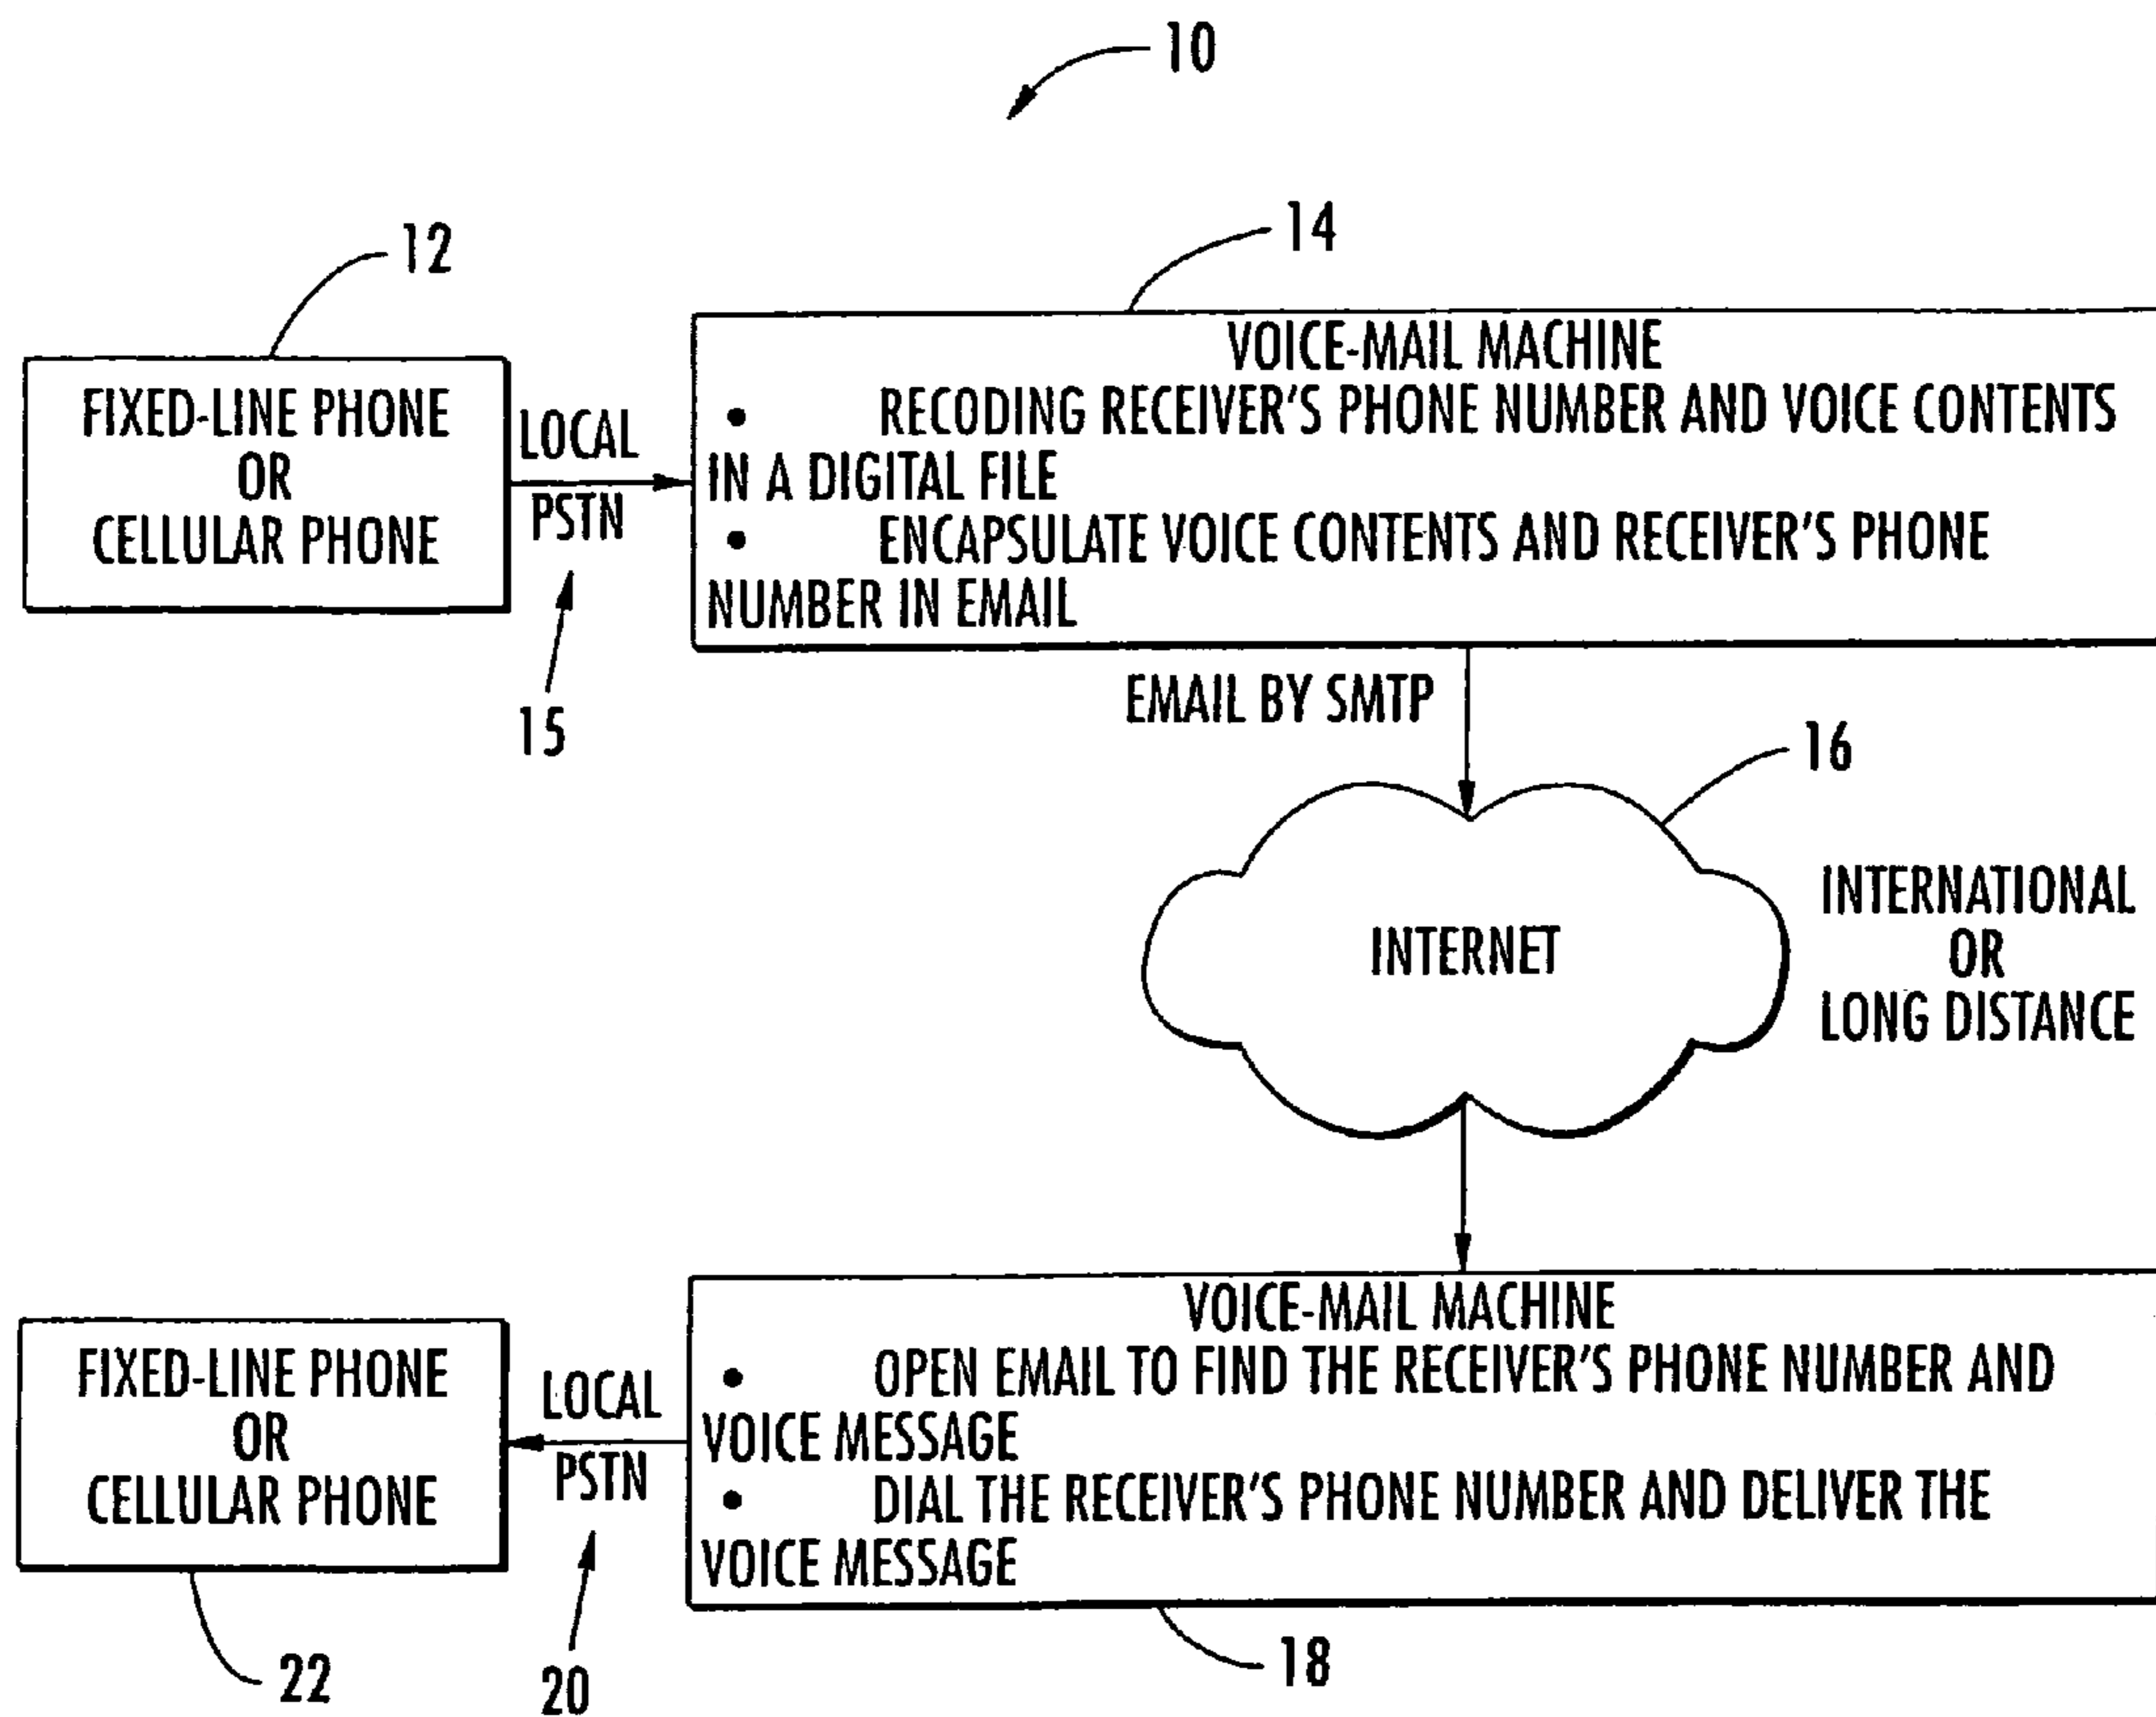 10
12
14
FIXED-LINE PHONE
OR
CELLULAR PHONE
LOCAL
PSTN
15
VOICE-MAIL MACHINE
• RECODING RECEIVER'S PHONE NUMBER AND VOICE CONTENTS
IN A DIGITAL FILE
• ENCAPSULATE VOICE CONTENTS AND RECEIVER'S PHONE
NUMBER IN EMAIL
EMAIL BY SMTP
16
INTERNET
INTERNATIONAL
OR
LONG DISTANCE
VOICE-MAIL MACHINE
• OPEN EMAIL TO FIND THE RECEIVER'S PHONE NUMBER AND
VOICE MESSAGE
• DIAL THE RECEIVER'S PHONE NUMBER AND DELIVER THE
VOICE MESSAGE
18
LOCAL
PSTN
20
FIXED-LINE PHONE
OR
CELLULAR PHONE
22